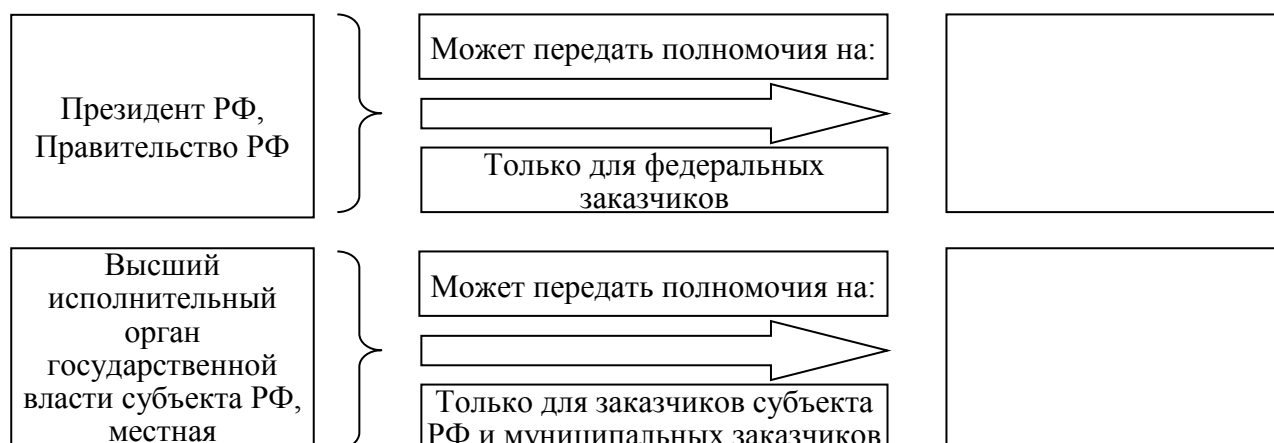 Президент РФ,
Правительство РФ
Может передать полномочия на:
Только для федеральных
заказчиков
Высший
исполнительный
орган
государственной
власти субъекта РФ,
местная
Может передать полномочия на:
Только для заказчиков субъекта
РФ и муниципальных заказчиков